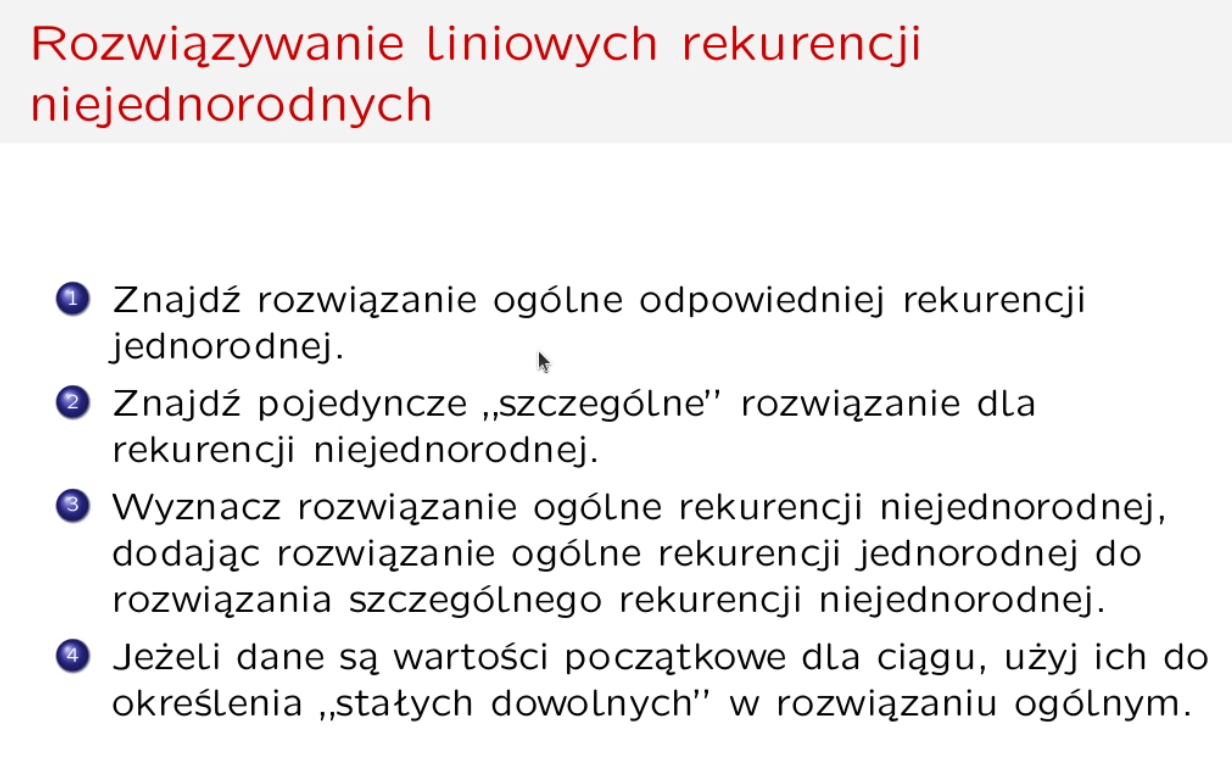 Rozwiązywanie liniowych rekurencji
niejednorodnych
1 Znajdź rozwiązanie ogólne odpowiedniej rekurencji
jednorodnej.
2 Znajdź pojedyncze „szczególne” rozwiązanie dla
rekurencji niejednorodnej.
3 Wyznacz rozwiązanie ogólne rekurencji niejednorodnej,
dodając rozwiązanie ogólne rekurencji jednorodnej do
rozwiązania szczególnego rekurencji niejednorodnej.
4 Jeżeli dane są wartości początkowe dla ciągu, użyj ich do
określenia „stałych dowolnych” w rozwiązaniu ogólnym.